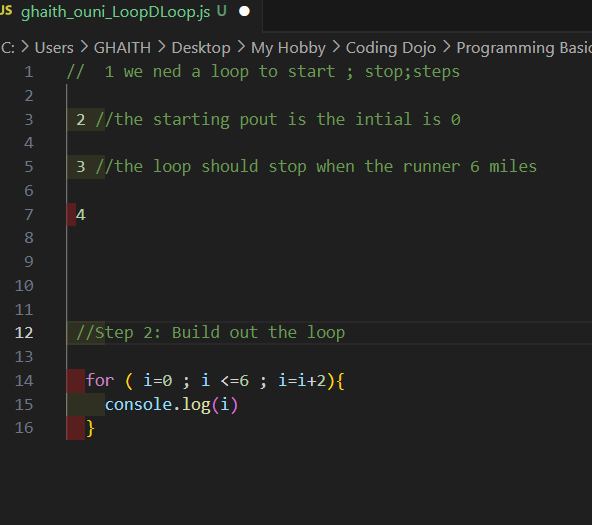 JS ghaith_ouni_LoopDLoop.js U ●
C: > Users > GHAITH > Desktop > My Hobby > Coding Dojo > Programming Basic
1 //  1 we ned a loop to start ; stop;steps
2
3 2 //the starting pout is the intial is 0
4
5 3 //the loop should stop when the runner 6 miles
6
7 4
8
9
10
11
12 //Step 2: Build out the loop
13
14 for ( i=0 ; i <=6 ; i=i+2){
15 console.log(i)
16 }